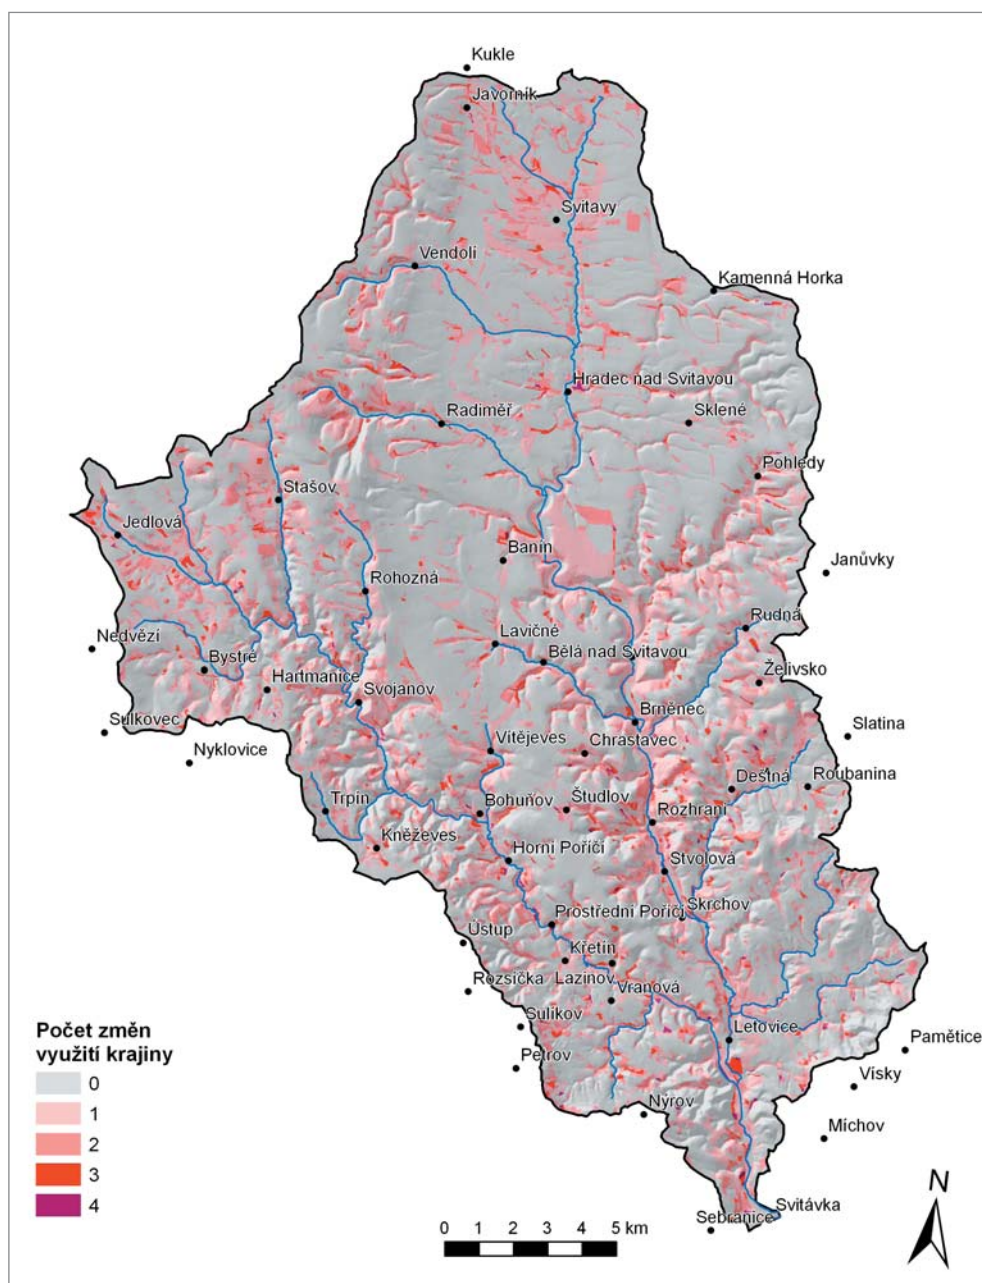 Kukle
Javorník
Svitavy
Vendolí
Kamenná Horka
Hradec nad Svitavou
Radiměř
Sklené
Pohledy
Stašov
Jedlová
Banín
Janůvky
Rohozná
Rudná
Lavičné
Nedvězí
Bělá nad Svitavou
Bystré
Želivsko
Hartmanice
Svojanov
Brněnec
Sulkovec
Slatina
Vítějeves
Chrastavec
Nyklovice
Deštná
Roubanina
Trpín
Bohuňov
Študlov
Rozhraní
Kněževes
Horní Poříčí
Stvolová
Prostřední Poříčí
Skrchov
Ústup
Křetín
Lazinov
Rozsíčka
Vranová
Sulíkov
Letovice
Pamětice
Petrov
Vísky
Nýrov
Míchov
Svitávka
Sebranice
Počet změn
využití krajiny
0
1
2
3
4
0 1 2 3 4 5 km
N